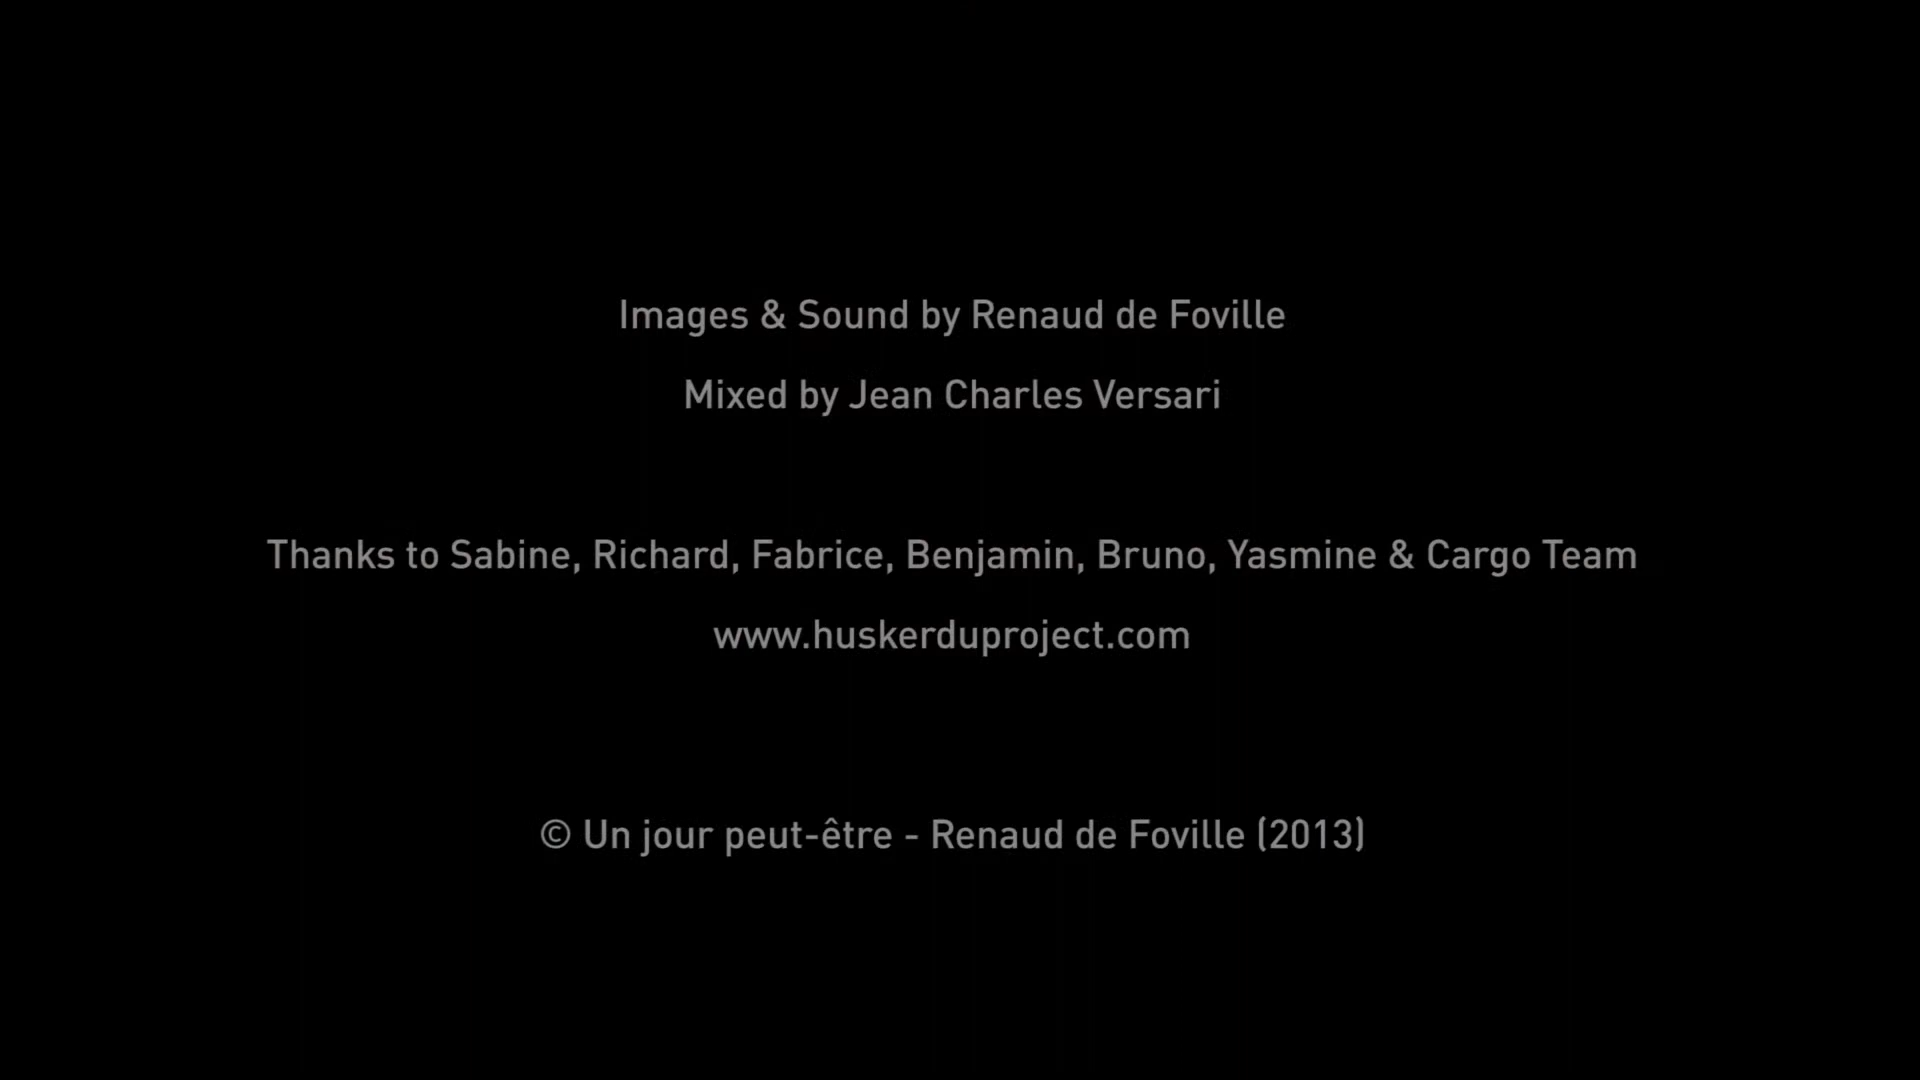 Images & Sound by Renaud de Foville
Mixed by Jean Charles Versari
Thanks to Sabine, Richard, Fabrice, Benjamin, Bruno, Yasmine & Cargo Team
www.huskerduproject.com
© Un jour peut-être - Renaud de Foville (2013)